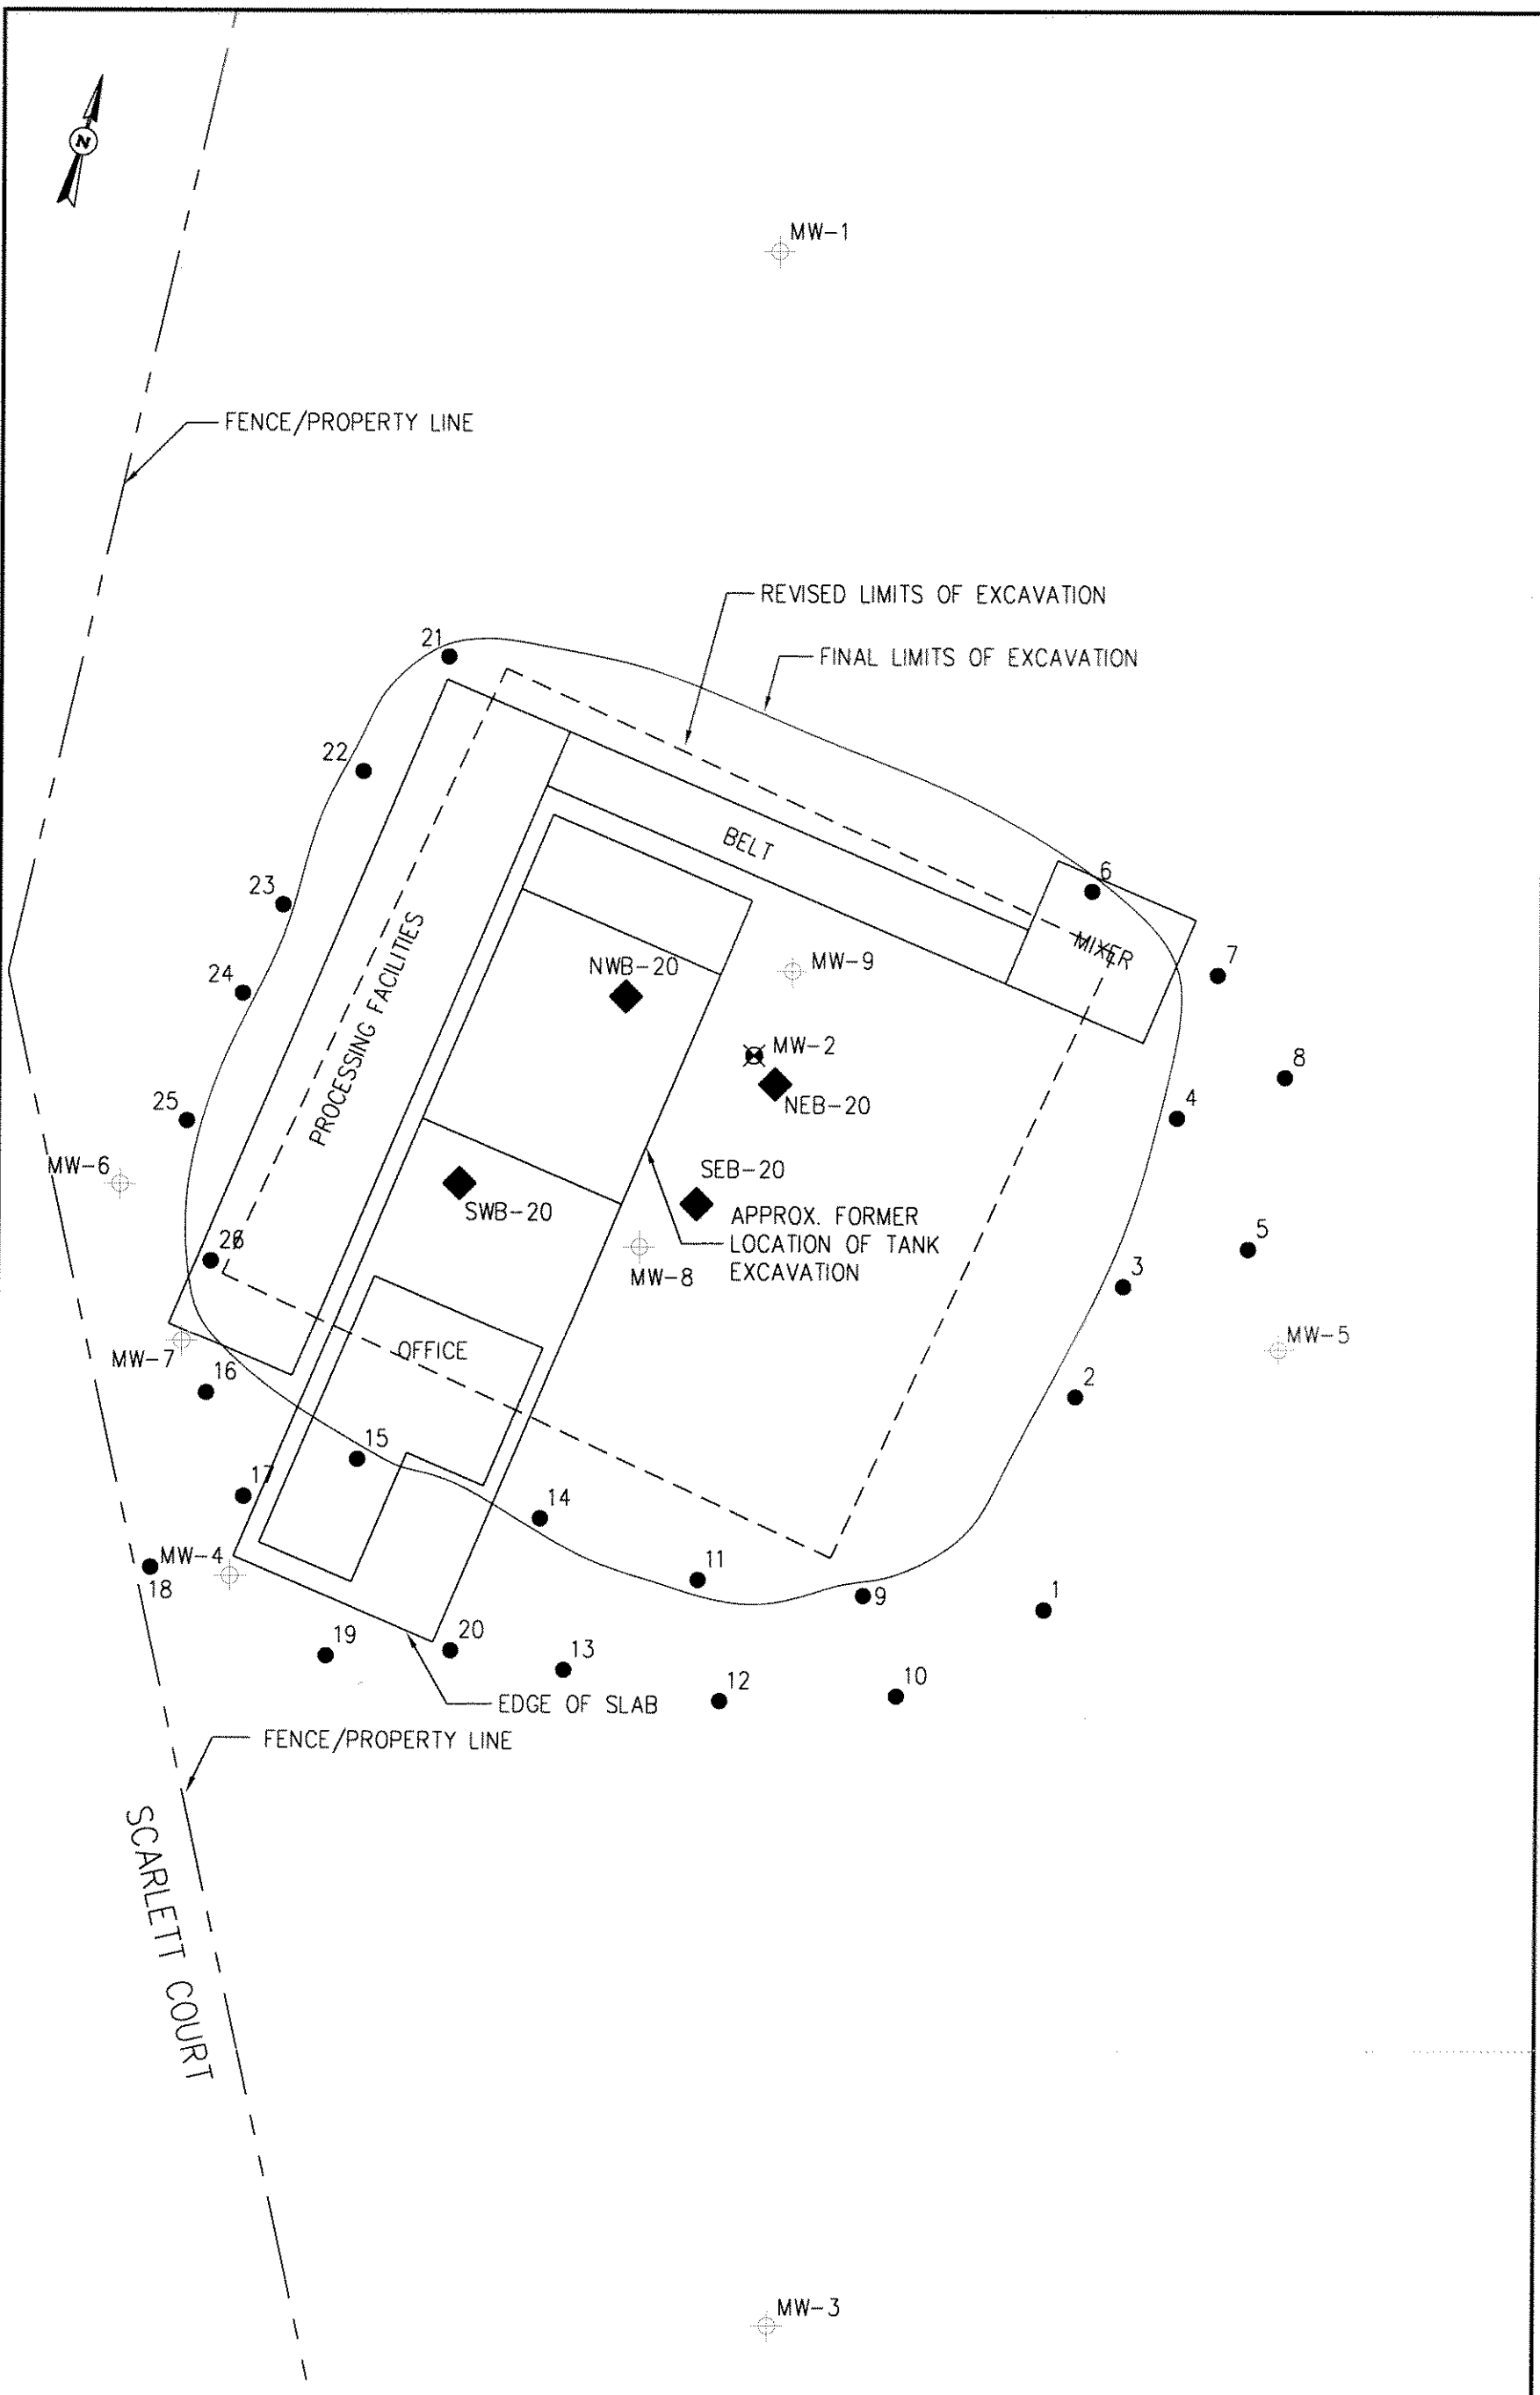 N
MW-1
FENCE/PROPERTY LINE
REVISED LIMITS OF EXCAVATION
FINAL LIMITS OF EXCAVATION
21
22
BELT
6
23
MIXER
7
MW-9
NWB-20
24
PROCESSING FACILITIES
MW-2
8
NEB-20
4
25
MW-6
SEB-20
SWB-20
APPROX. FORMER
LOCATION OF TANK
EXCAVATION
5
26
3
MW-8
MW-5
OFFICE
MW-7
16
2
15
17
14
MW-4
18
11
9
1
19
20
13
12
10
EDGE OF SLAB
FENCE/PROPERTY LINE
SCARLETT COURT
MW-3